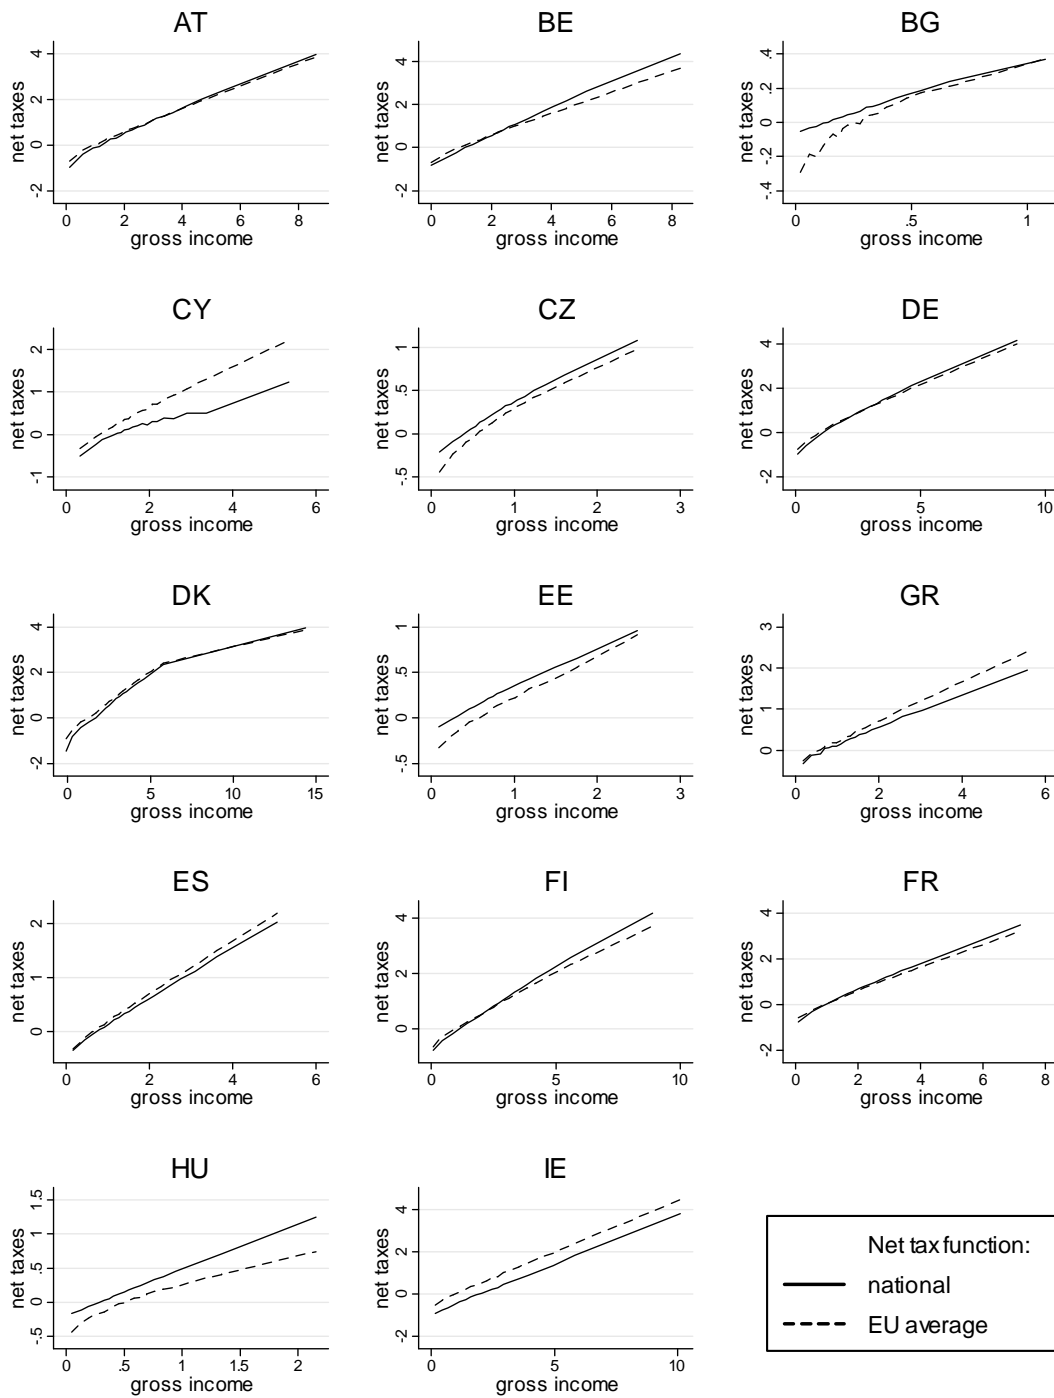 AT
BE
BG
net taxes
-2 0 2 4
0 2 4 6 8
gross income
net taxes
-2 0 2 4
0 2 4 6 8
gross income
net taxes
-.4 -.2 0 .2 .4
0 .5 1
gross income
CY
CZ
DE
net taxes
-1 0 1 2
0 2 4 6
gross income
net taxes
-.5 0 .5 1
0 1 2 3
gross income
net taxes
-2 0 2 4
0 5 10
gross income
DK
EE
GR
net taxes
-2 0 2 4
0 5 10 15
gross income
net taxes
-.5 0 .5 1
0 1 2 3
gross income
net taxes
0 1 2 3
0 2 4 6
gross income
ES
FI
FR
net taxes
0 1 2
0 2 4 6
gross income
net taxes
0 2 4
0 5 10
gross income
net taxes
-2 0 2 4
0 2 4 6 8
gross income
HU
IE
net taxes
-.5 0 .5 1 1.5
0 .5 1 1.5 2
gross income
net taxes
-2 0 2 4
0 5 10
gross income
Net tax function:
national
EU average